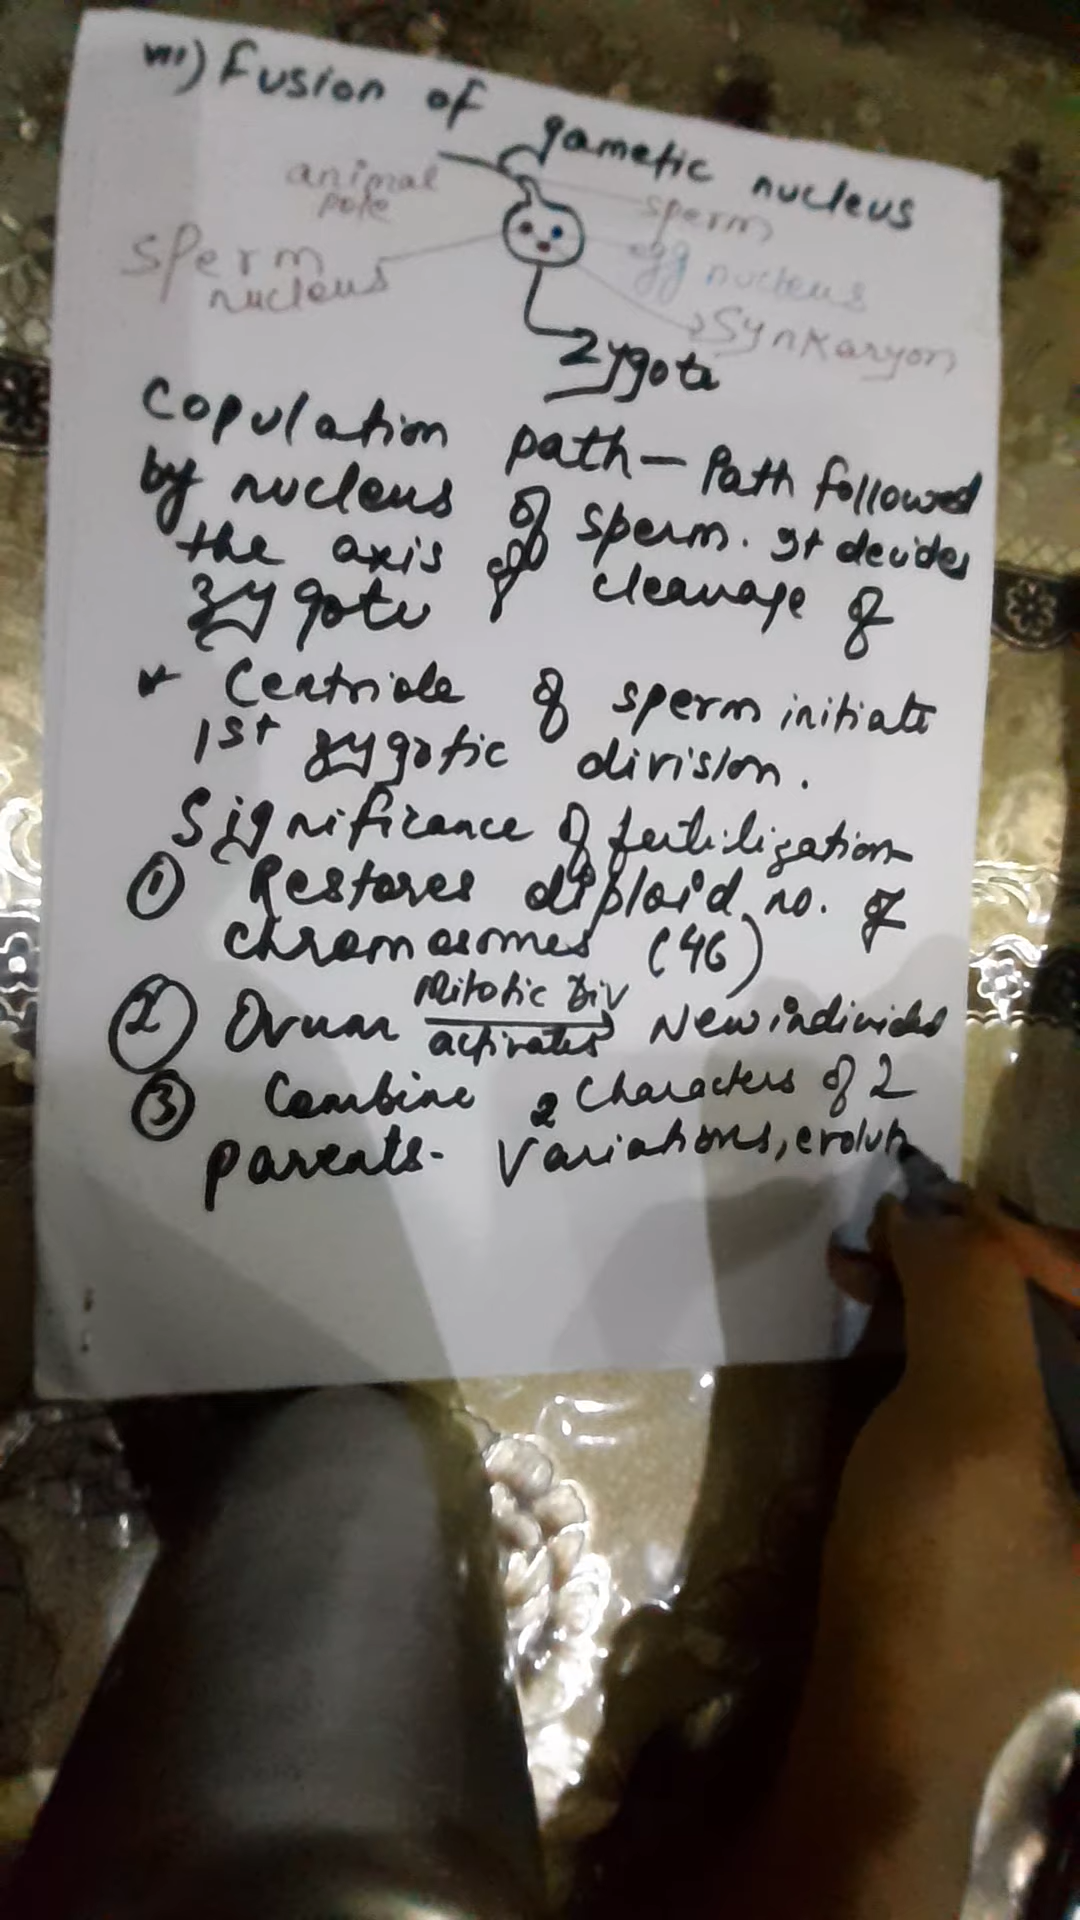 VII) Fusion of gametic nucleus
animal
pole
sperm
Sperm
nucleus
egg nucleus
Synkaryon
Zygote
Copulation path - Path followed
by nucleus of sperm. It decides
the axis of cleavage of
zygote
* Centriole of sperm initiate
1st zygotic division.
Significance of fertilization-
① Restores diploid no. of
chromosomes (46)
② Ovum Mitotic Div New individual
activates
③ Combine 2 Characters of 2
parents. Variations, evolut